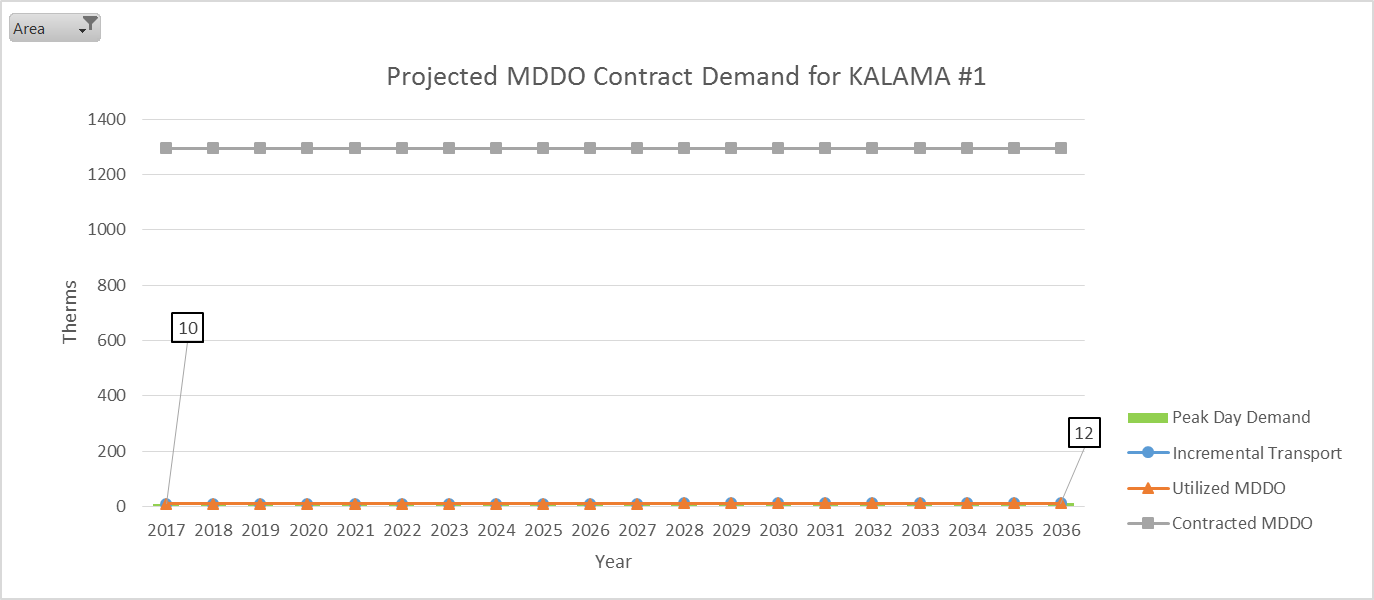 Area
Projected MDDO Contract Demand for KALAMA #1
1400
1200
1000
800
600
400
200
0
Therms
10
12
2017 2018 2019 2020 2021 2022 2023 2024 2025 2026 2027 2028 2029 2030 2031 2032 2033 2034 2035 2036
Year
Peak Day Demand
Incremental Transport
Utilized MDDO
Contracted MDDO